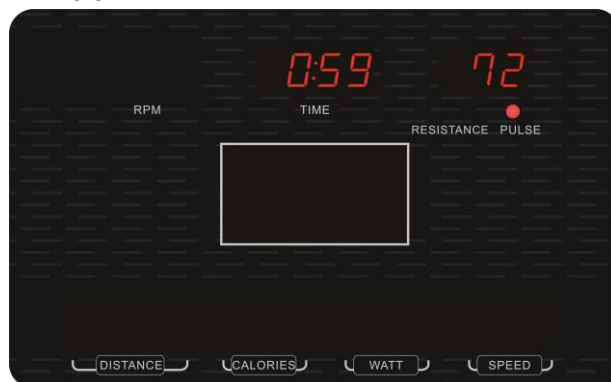 0:59 72
RPM TIME
RESISTANCE PULSE
DISTANCE CALORIES WATT SPEED